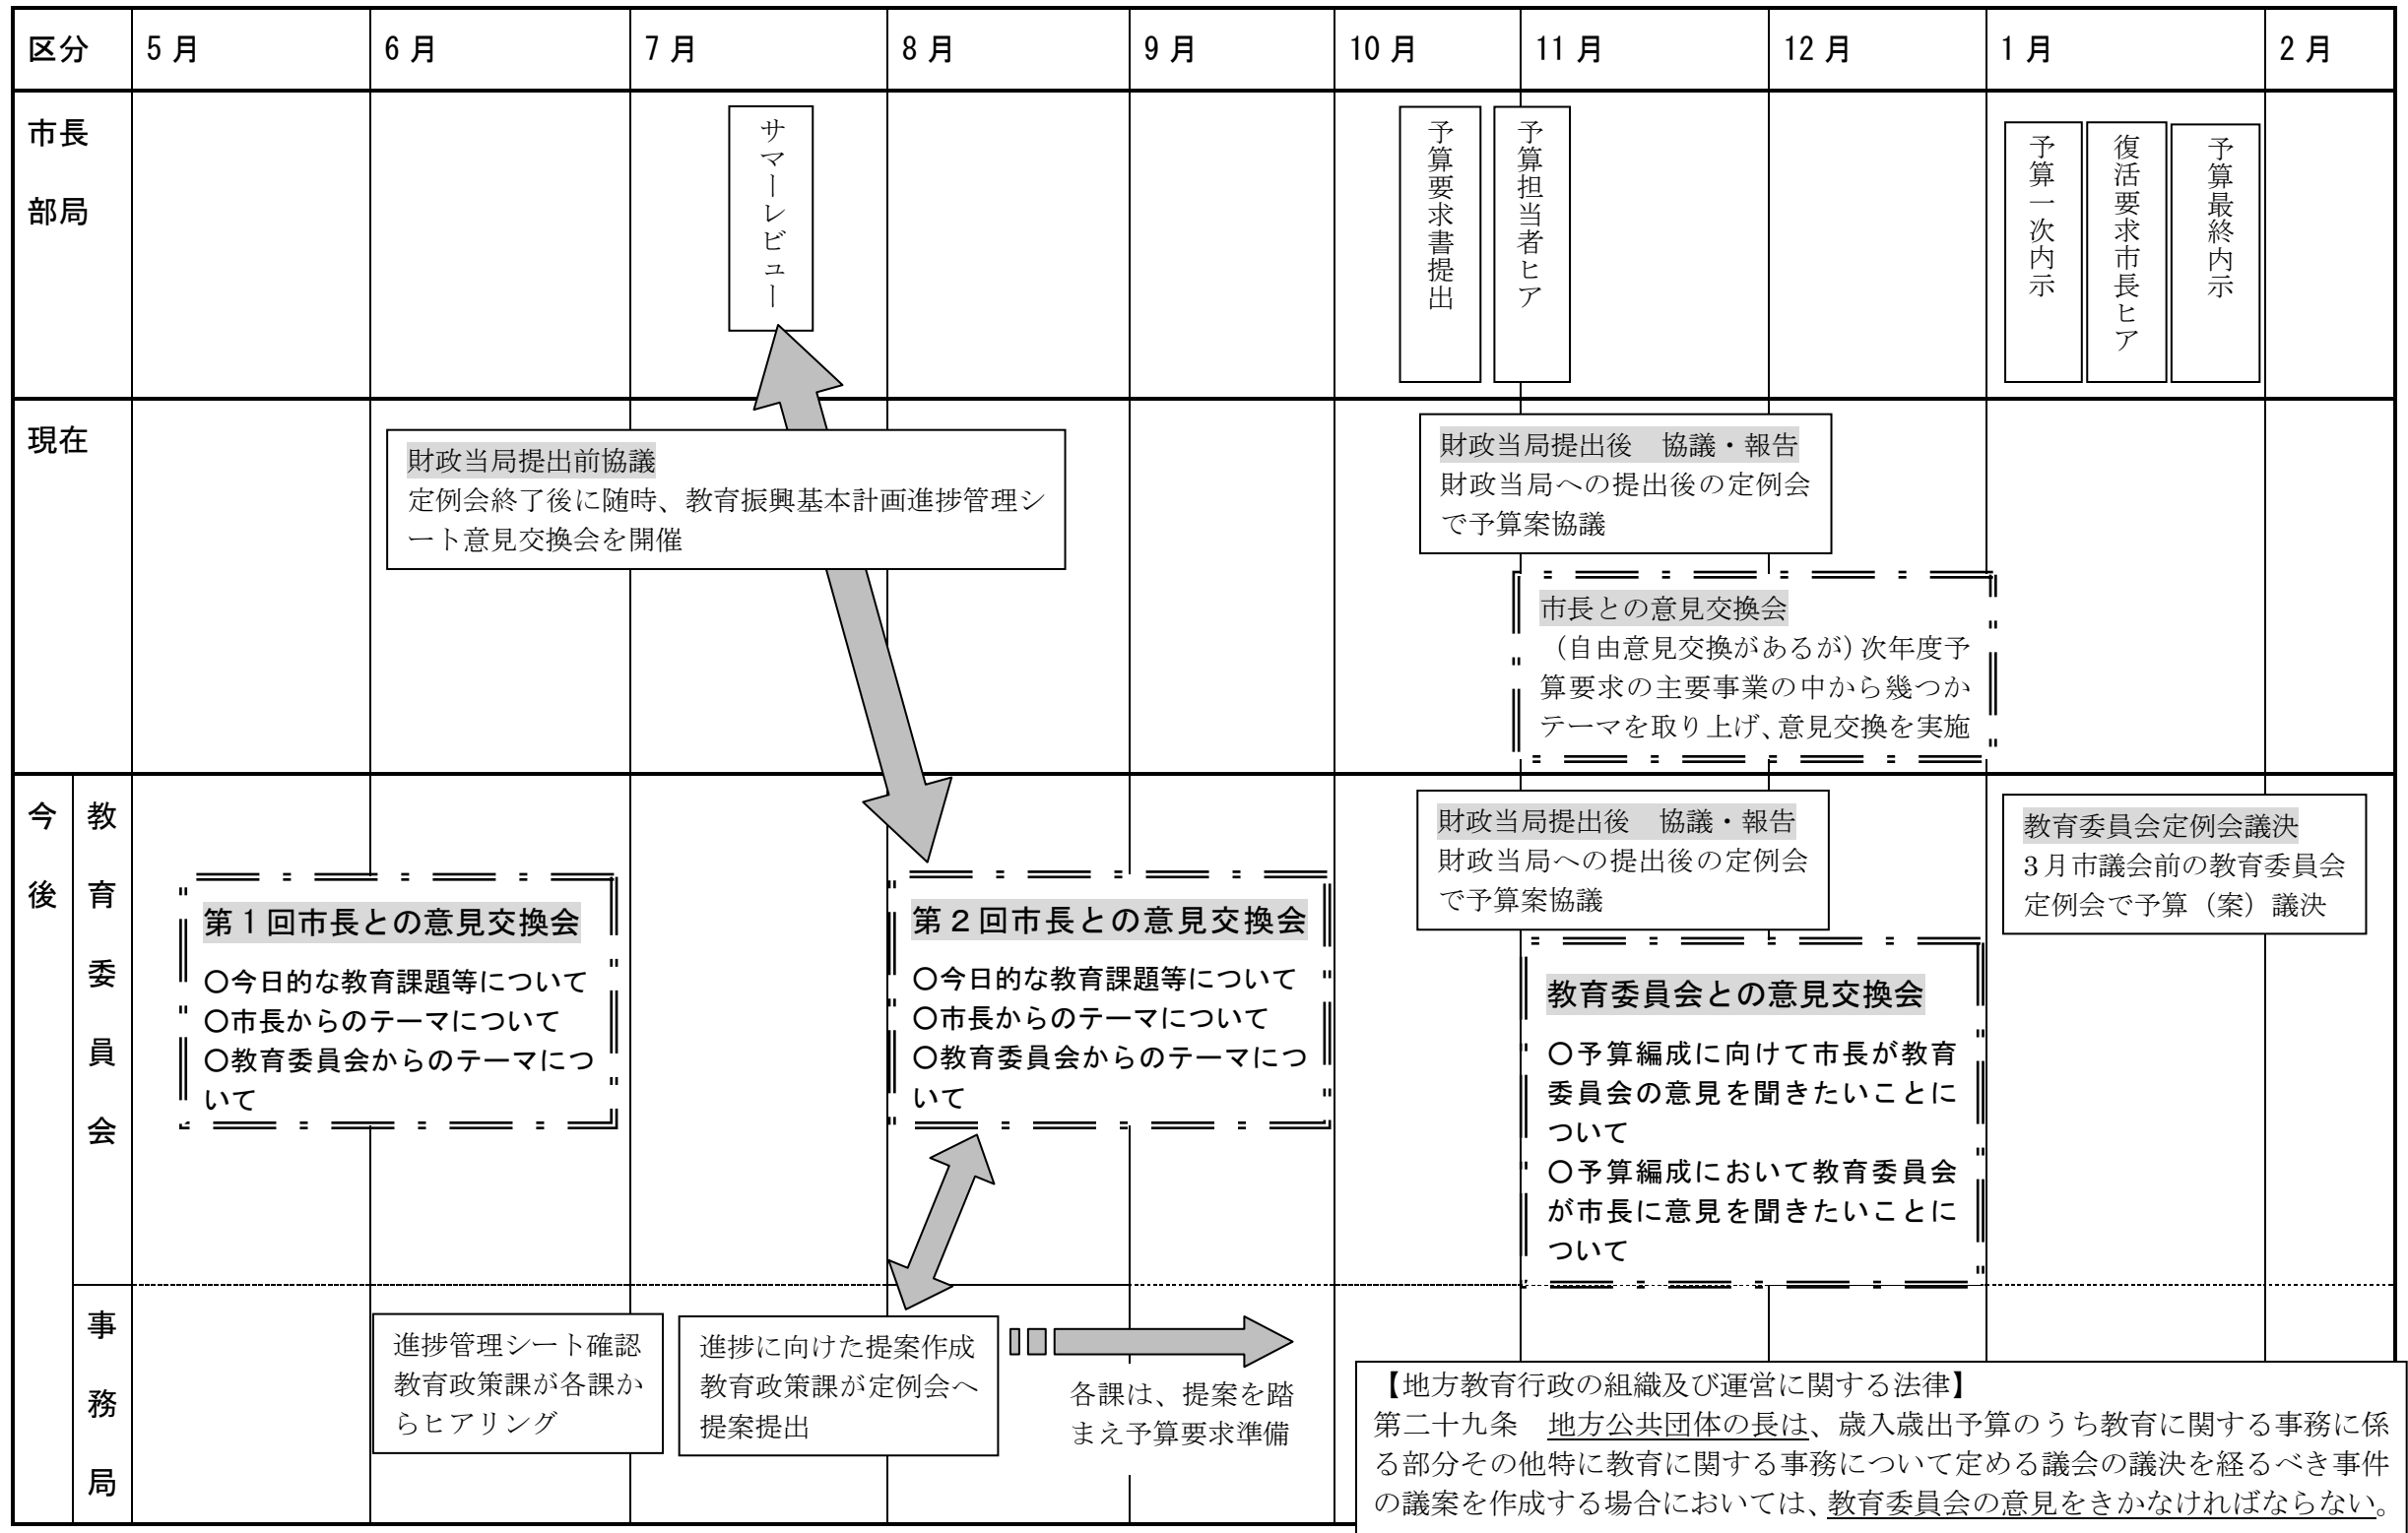 区分
5 月
6 月
7 月
8 月
9 月
10 月
11 月
12 月
1 月
2 月
市長
部局
サマーレビュー
予算要求書提出
予算担当者ヒア
予算一次内示
復活要求市長ヒア
予算最終内示
現在
財政当局提出前協議
定例会終了後に随時、教育振興基本計画進捗管理シ
ート意見交換会を開催
財政当局提出後　協議・報告
財政当局への提出後の定例会
で予算案協議
市長との意見交換会
（自由意見交換があるが）次年度予
算要求の主要事業の中から幾つか
テーマを取り上げ、意見交換を実施
今後
教育委員会
第１回市長との意見交換会
○今日的な教育課題等について
○市長からのテーマについて
○教育委員会からのテーマにつ
いて
第２回市長との意見交換会
○今日的な教育課題等について
○市長からのテーマについて
○教育委員会からのテーマにつ
いて
財政当局提出後　協議・報告
財政当局への提出後の定例会
で予算案協議
教育委員会との意見交換会
○予算編成に向けて市長が教育
委員会の意見を聞きたいことに
ついて
○予算編成において教育委員会
が市長に意見を聞きたいことに
ついて
教育委員会定例会議決
3 月市議会前の教育委員会
定例会で予算（案）議決
事務局
進捗管理シート確認
教育政策課が各課か
らヒアリング
進捗に向けた提案作成
教育政策課が定例会へ
提案提出
各課は、提案を踏
まえ予算要求準備
【地方教育行政の組織及び運営に関する法律】
第二十九条　地方公共団体の長は、歳入歳出予算のうち教育に関する事務に係
る部分その他特に教育に関する事務について定める議会の議決を経るべき事件
の議案を作成する場合においては、教育委員会の意見をきかなければならない。